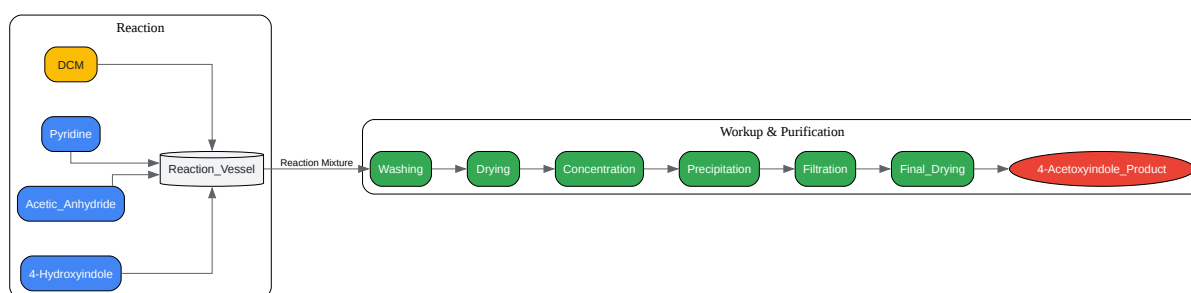 Reaction
DCM
Pyridine
Acetic_Anhydride
4-Hydroxyindole
Reaction_Vessel
Reaction Mixture
Workup & Purification
Washing
Drying
Concentration
Precipitation
Filtration
Final_Drying
4-Acetoxyindole_Product